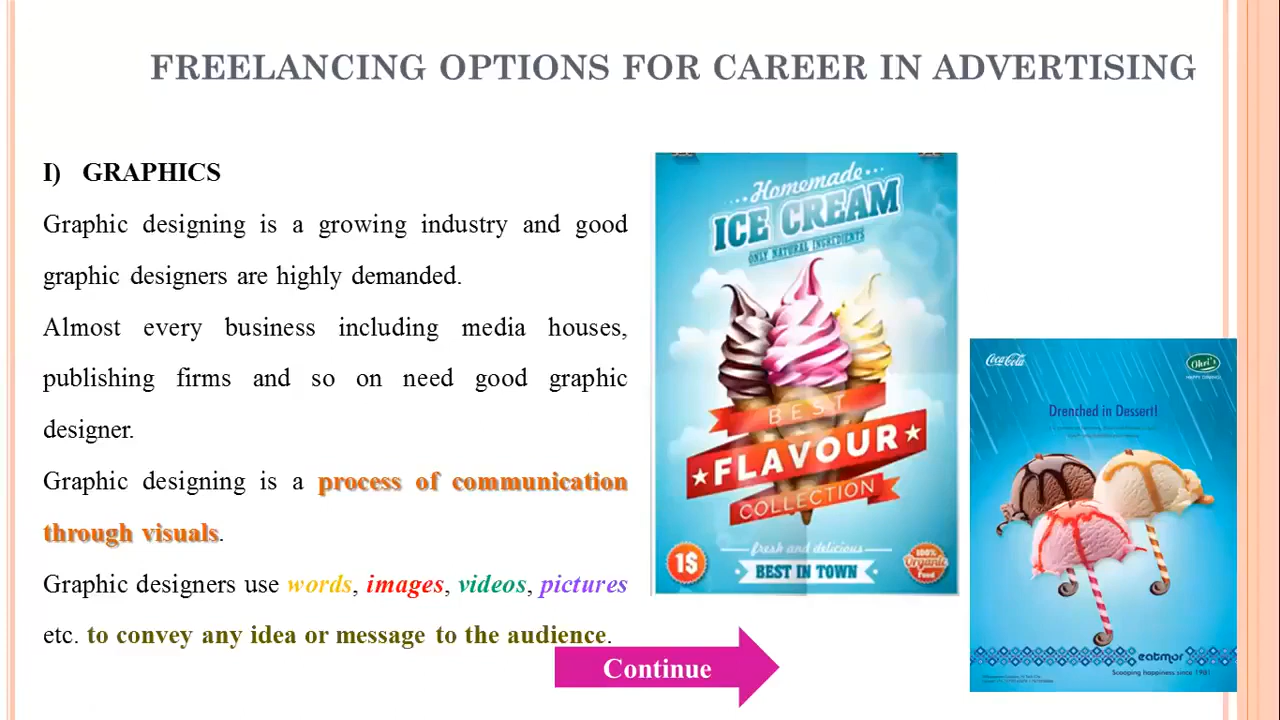 FREELANCING OPTIONS FOR CAREER IN ADVERTISING
I) GRAPHICS
Graphic designing is a growing industry and good
graphic designers are highly demanded.
Almost every business including media houses,
publishing firms and so on need good graphic
designer.
Graphic designing is a process of communication
through visuals.
Graphic designers use words, images, videos, pictures
etc. to convey any idea or message to the audience.
Continue
...Homemade...
ICE CREAM
ONLY NATURAL INGREDIENTS
BEST
FLAVOUR
COLLECTION
fresh and delicious
1$
BEST IN TOWN
100%
Organic
Food
Coca-Cola
Ohri's
Drenched in Dessert!
eatmor
Scooping happiness since 1981